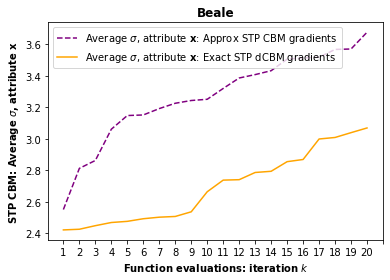 Beale
Average σ, attribute x: Approx STP CBM gradients
Average σ, attribute x: Exact STP dCBM gradients
STP CBM: Average σ, attribute x
3.6
3.4
3.2
3.0
2.8
2.6
2.4
1 2 3 4 5 6 7 8 9 10 11 12 13 14 15 16 17 18 19 20
Function evaluations: iteration k